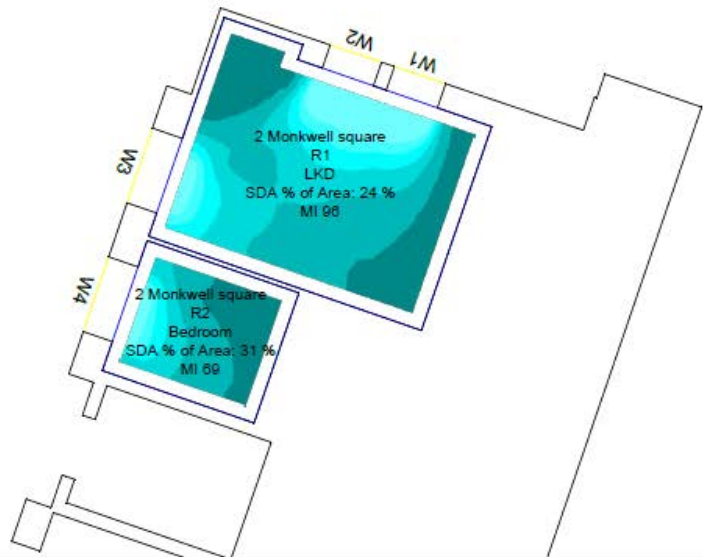 W2
W1
2 Monkwell square
R1
LKD
SDA % of Area: 24 %
MI 96
W3
W4
2 Monkwell square
R2
Bedroom
SDA % of Area: 31 %
MI 69